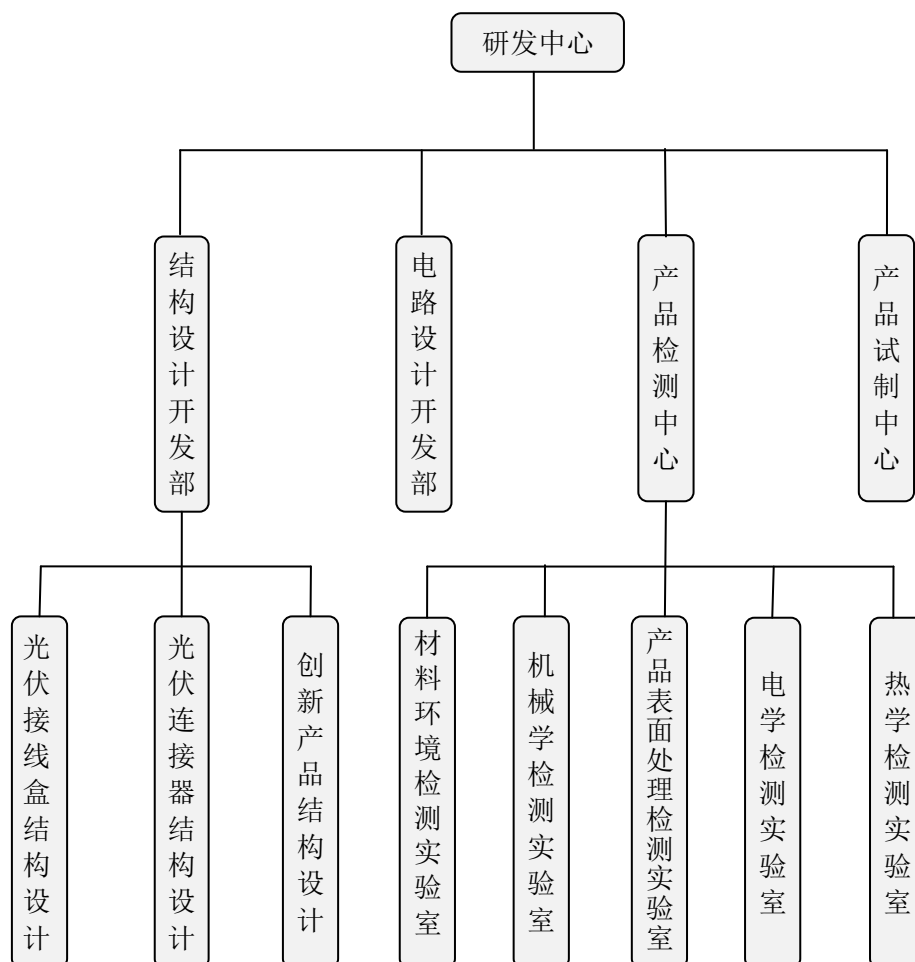 研发中心
结构设计开发部
电路设计开发部
产品检测中心
产品试制中心
光伏接线盒结构设计
光伏连接器结构设计
创新产品结构设计
材料环境检测实验室
机械学检测实验室
产品表面处理检测实验室
电学检测实验室
热学检测实验室